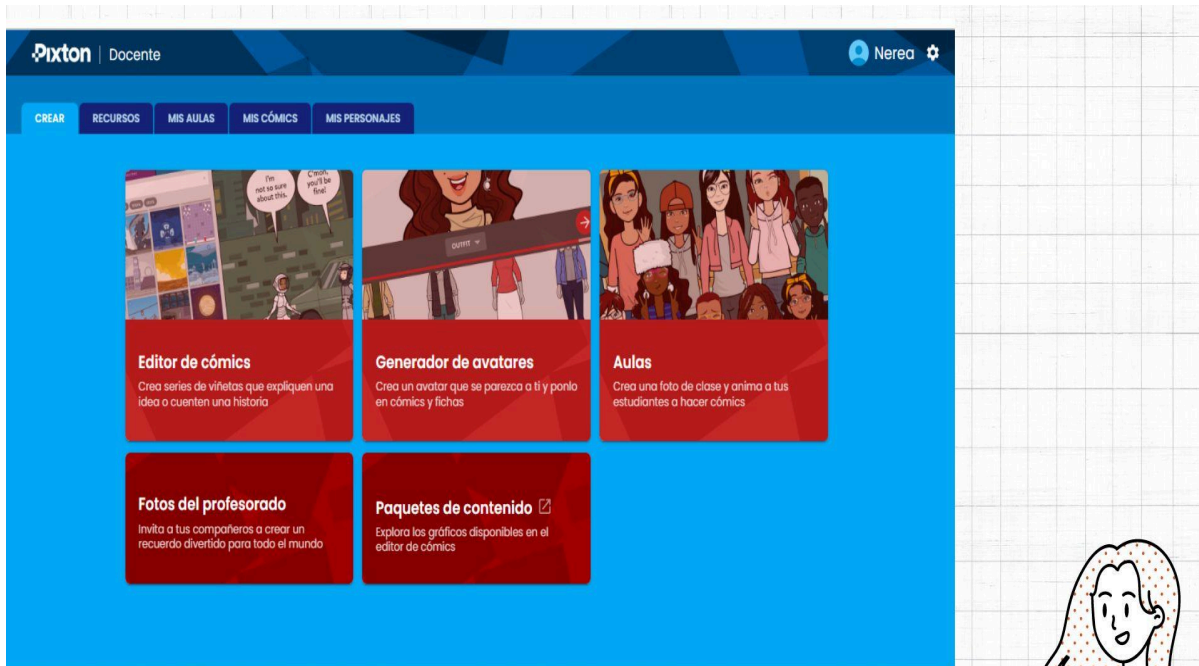 Pixton | Docente
Nerea
CREAR
RECURSOS
MIS AULAS
MIS CÓMICS
MIS PERSONAJES
I'm
not so sure
about this.
C'mon,
you'll be
fine!
OUTFIT
Editor de cómics
Crea series de viñetas que expliquen una
idea o cuenten una historia
Generador de avatares
Crea un avatar que se parezca a ti y ponlo
en cómics y fichas
Aulas
Crea una foto de clase y anima a tus
estudiantes a hacer cómics
Fotos del profesorado
Invita a tus compañeros a crear un
recuerdo divertido para todo el mundo
Paquetes de contenido
Explora los gráficos disponibles en el
editor de cómics